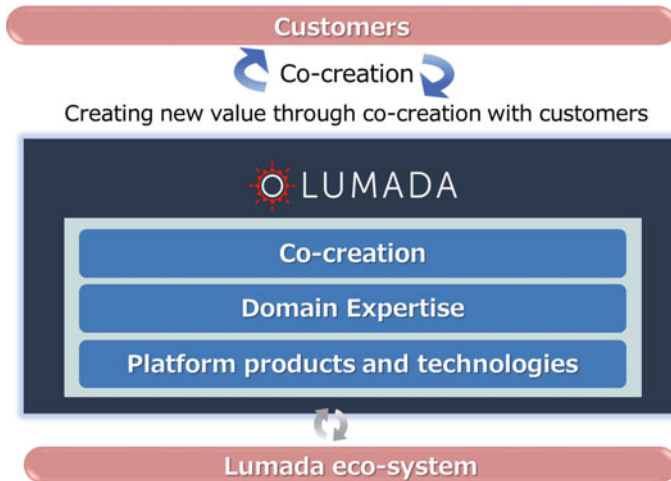 Customers
Co-creation
Creating new value through co-creation with customers
LUMADA
Co-creation
Domain Expertise
Platform products and technologies
Lumada eco-system